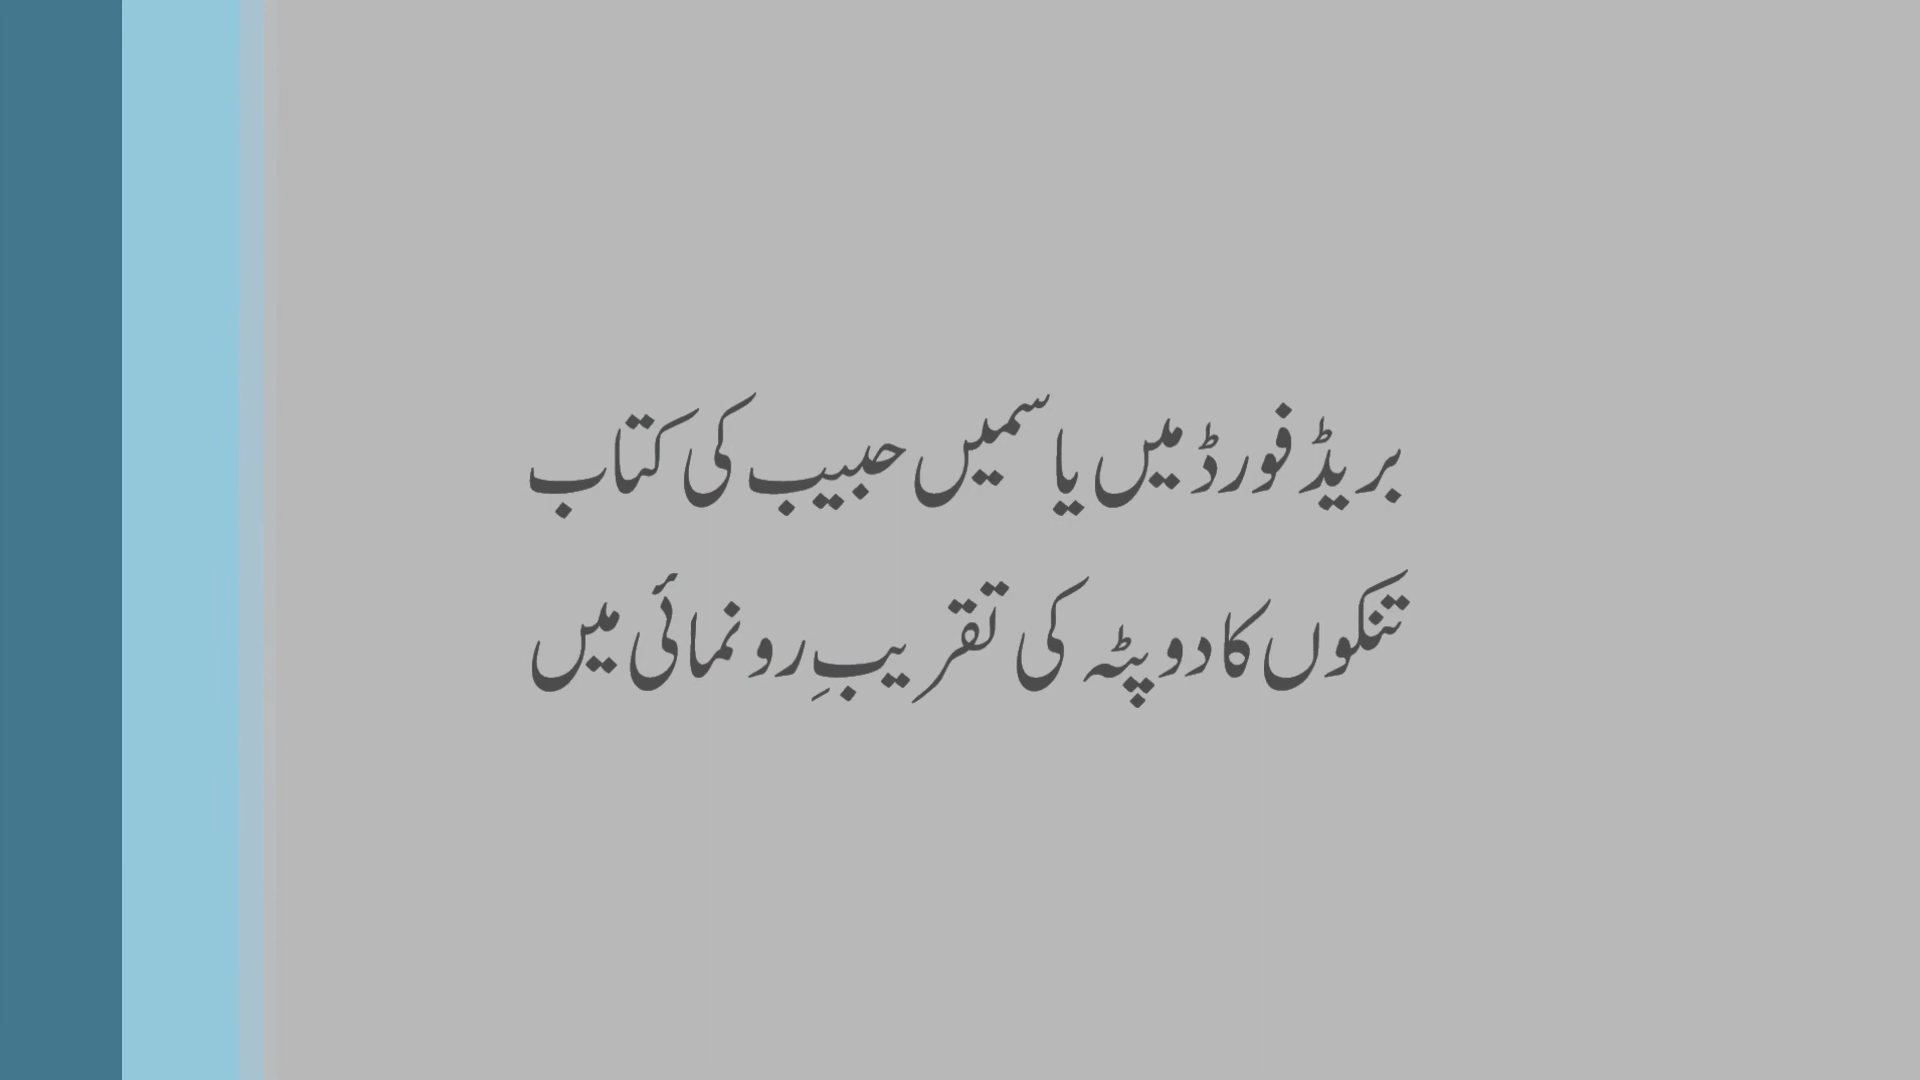 بریڈ فورڈ میں یاسمیں حبیب کی کتاب
تنکوں کا دوپٹہ کی تقریبِ رونمائی میں